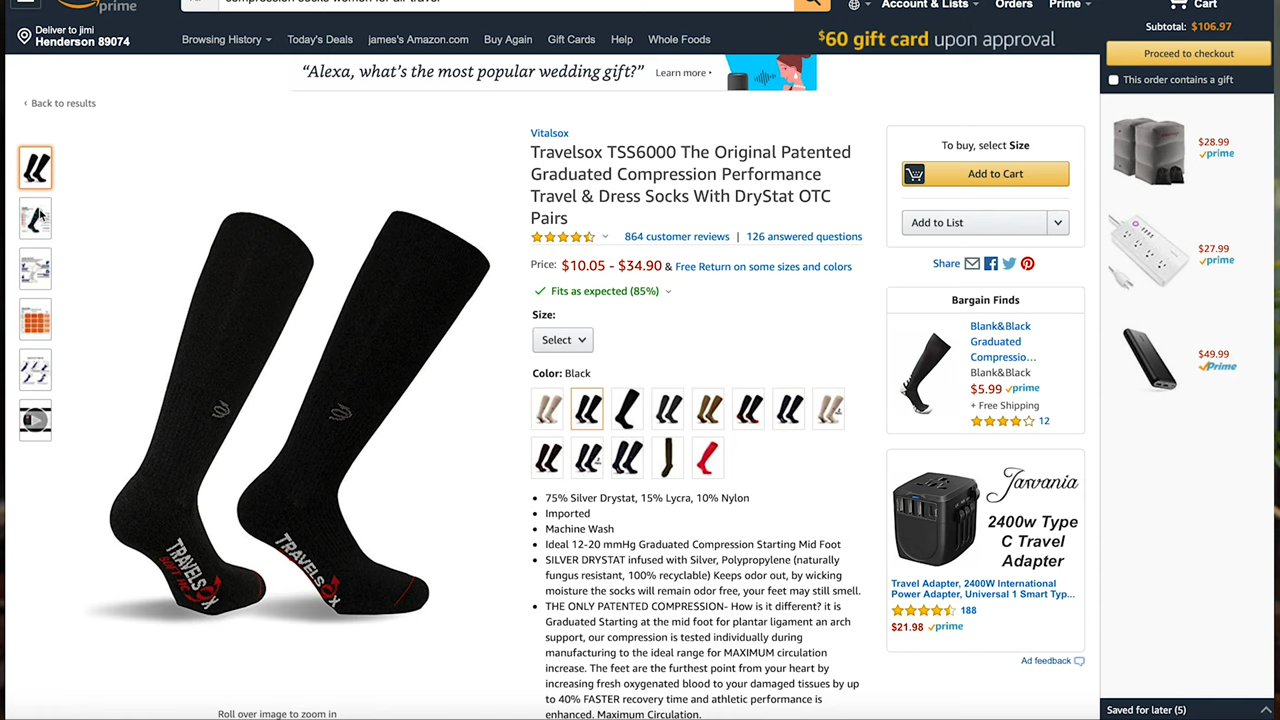 prime
Account & Lists
Orders
Prime
Cart
Deliver to jimi
Henderson 89074
Browsing History
Today's Deals
james's Amazon.com
Buy Again
Gift Cards
Help
Whole Foods
$60 gift card upon approval
Subtotal: $106.97
Proceed to checkout
This order contains a gift
“Alexa, what's the most popular wedding gift?”
Learn more
‹ Back to results
Vitalsox
Travelsox TSS6000 The Original Patented
Graduated Compression Performance
Travel & Dress Socks With DryStat OTC
Pairs
864 customer reviews | 126 answered questions
Price: $10.05 - $34.90 & Free Return on some sizes and colors
Fits as expected (85%)
Size:
Select
Color: Black
75% Silver Drystat, 15% Lycra, 10% Nylon
Imported
Machine Wash
Ideal 12-20 mmHg Graduated Compression Starting Mid Foot
SILVER DRYSTAT infused with Silver, Polypropylene (naturally
fungus resistant, 100% recyclable) Keeps odor out, by wicking
moisture the socks will remain odor free, your feet may still smell.
THE ONLY PATENTED COMPRESSION- How is it different? it is
Graduated Starting at the mid foot for plantar ligament an arch
support, our compression is tested individually during
manufacturing to the ideal range for MAXIMUM circulation
increase. The feet are the furthest point from your heart by
increasing fresh oxygenated blood to your damaged tissues by up
to 40% FASTER recovery time and athletic performance is
enhanced. Maximum Circulation.
TRAVELSOX
TRAVELSOX
Roll over image to zoom in
To buy, select Size
Add to Cart
Add to List
Share
Bargain Finds
Blank&Black
Graduated
Compressio...
Blank&Black
$5.99 prime
+ Free Shipping
12
Jarvania
2400w Type
C Travel
Adapter
Travel Adapter, 2400W International
Power Adapter, Universal 1 Smart Typ...
188
$21.98 prime
Ad feedback
$28.99
prime
$27.99
prime
$49.99
Prime
Saved for later (5)